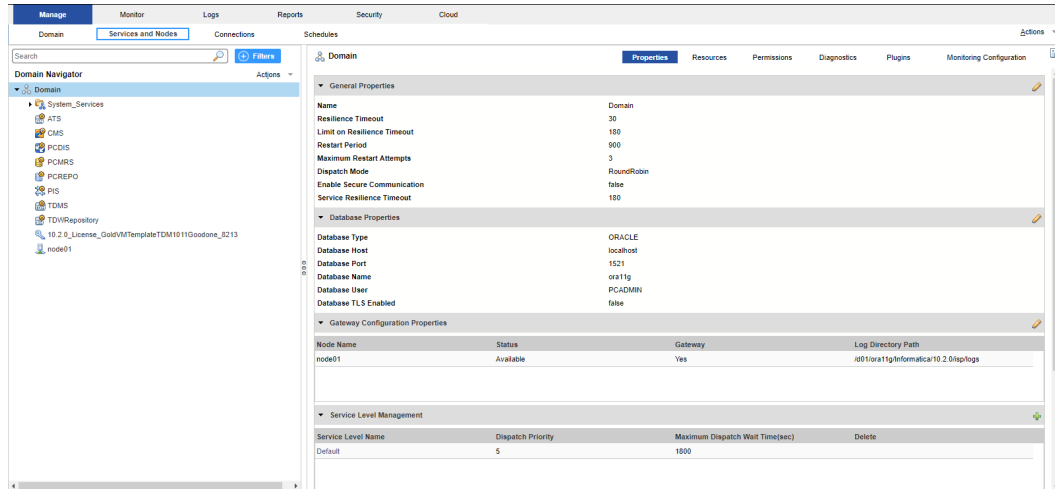 Manage Monitor Logs Reports Security Cloud
Domain Services and Nodes Connections Schedules Actions
Search Filters
Domain Navigator Actions
Domain
System_Services
ATS
CMS
PCDIS
PCMRS
PCREPO
PIS
TDMS
TDWRepository
10.2.0_License_GoldVMTemplateTDM1011Goodone_8213
node01
Domain Properties Resources Permissions Diagnostics Plugins Monitoring Configuration
General Properties
Name Domain
Resilience Timeout 30
Limit on Resilience Timeout 180
Restart Period 900
Maximum Restart Attempts 3
Dispatch Mode RoundRobin
Enable Secure Communication false
Service Resilience Timeout 180
Database Properties
Database Type ORACLE
Database Host localhost
Database Port 1521
Database Name ora11g
Database User PCADMIN
Database TLS Enabled false
Gateway Configuration Properties
Node Name Status Gateway Log Directory Path
node01 Available Yes /d01/ora11g/Informatica/10.2.0/isp/logs
Service Level Management
Service Level Name Dispatch Priority Maximum Dispatch Wait Time(sec) Delete
Default 5 1800